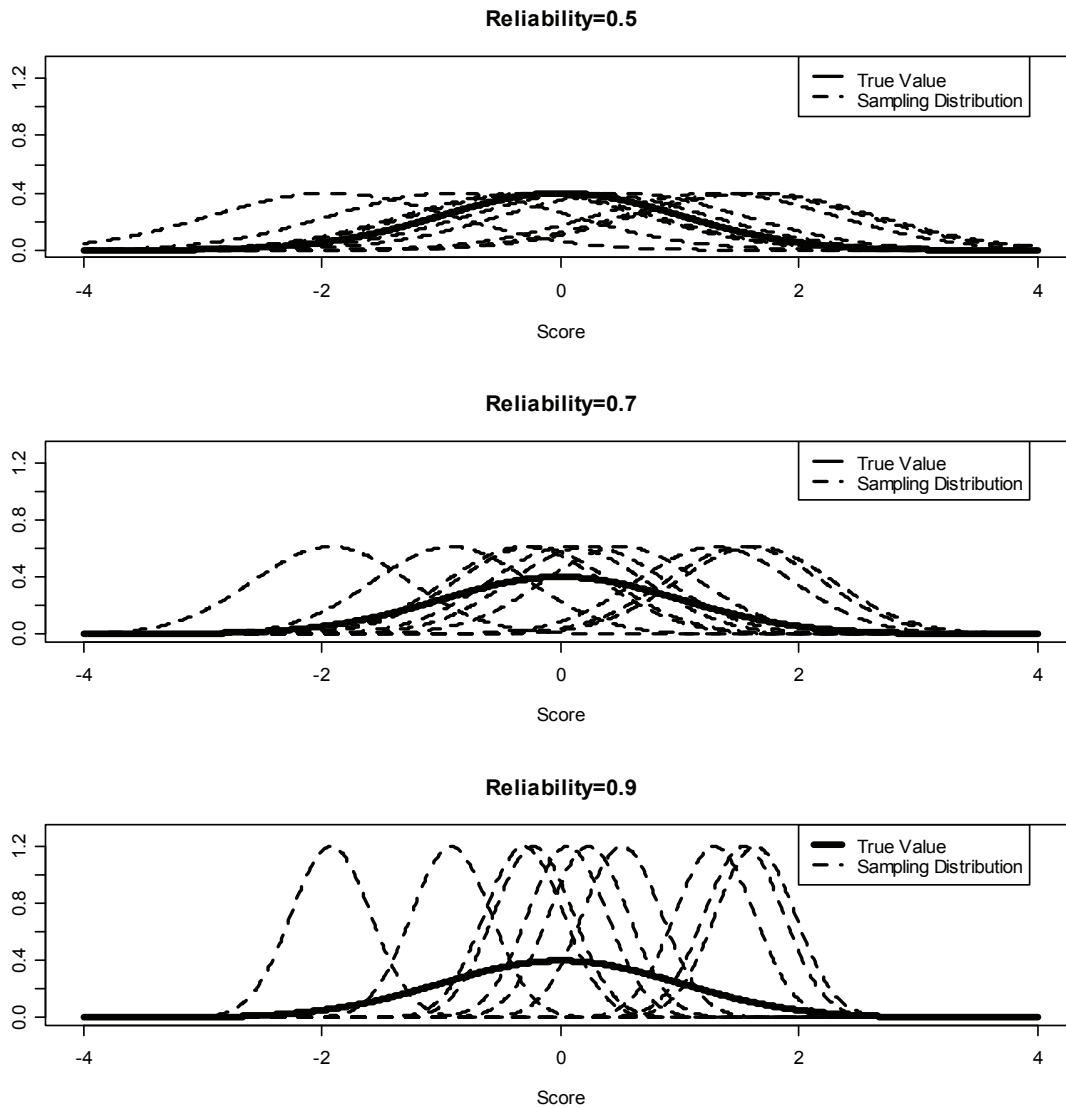 Reliability=0.5
1.2
0.8
0.4
0.0
True Value
Sampling Distribution
-4 -2 0 2 4
Score
Reliability=0.7
1.2
0.8
0.4
0.0
True Value
Sampling Distribution
-4 -2 0 2 4
Score
Reliability=0.9
1.2
0.8
0.4
0.0
True Value
Sampling Distribution
-4 -2 0 2 4
Score